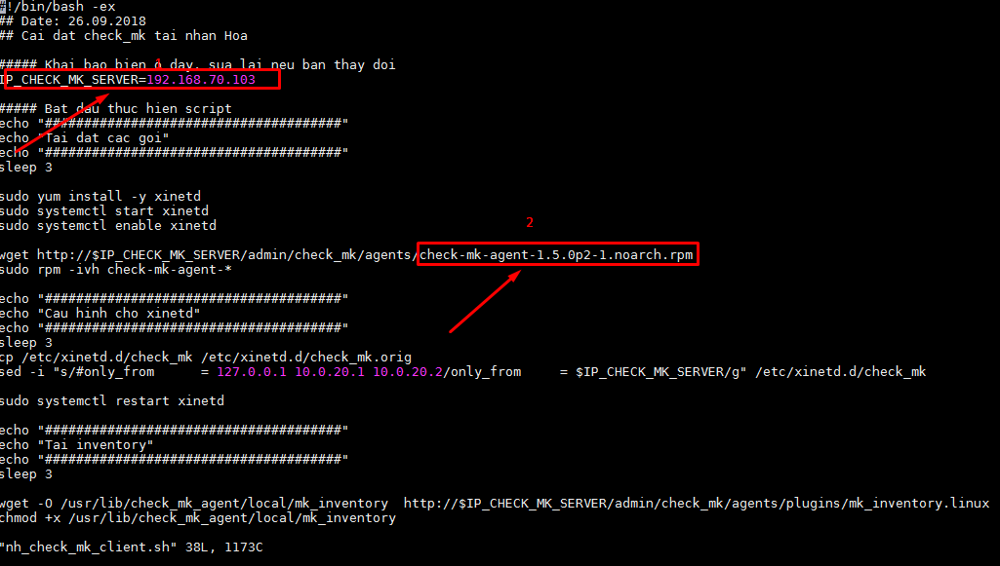 #!/bin/bash -ex
## Date: 26.09.2018
## Cai dat check_mk tai nhan Hoa
##### Khai bao bien o day, sua lai neu ban thay doi
1
IP_CHECK_MK_SERVER=192.168.70.103
##### Bat dau thuc hien script
echo "######################################"
echo "Tai dat cac goi"
echo "######################################"
sleep 3
sudo yum install -y xinetd
sudo systemctl start xinetd
sudo systemctl enable xinetd
2
wget http://$IP_CHECK_MK_SERVER/admin/check_mk/agents/check-mk-agent-1.5.0p2-1.noarch.rpm
sudo rpm -ivh check-mk-agent-*
echo "######################################"
echo "Cau hinh cho xinetd"
echo "######################################"
sleep 3
cp /etc/xinetd.d/check_mk /etc/xinetd.d/check_mk.orig
sed -i "s/#only_from      = 127.0.0.1 10.0.20.1 10.0.20.2/only_from     = $IP_CHECK_MK_SERVER/g" /etc/xinetd.d/check_mk
sudo systemctl restart xinetd
echo "######################################"
echo "Tai inventory"
echo "######################################"
sleep 3
wget -O /usr/lib/check_mk_agent/local/mk_inventory  http://$IP_CHECK_MK_SERVER/admin/check_mk/agents/plugins/mk_inventory.linux
chmod +x /usr/lib/check_mk_agent/local/mk_inventory
"nh_check_mk_client.sh" 38L, 1173C